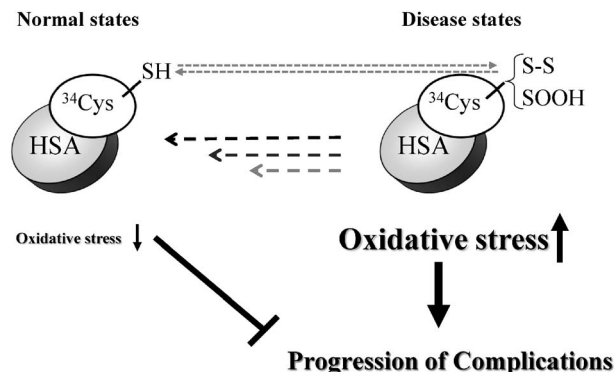 Normal states
Disease states
SH
S-S
SOOH
³⁴Cys
³⁴Cys
HSA
HSA
Oxidative stress
Oxidative stress
Progression of Complications